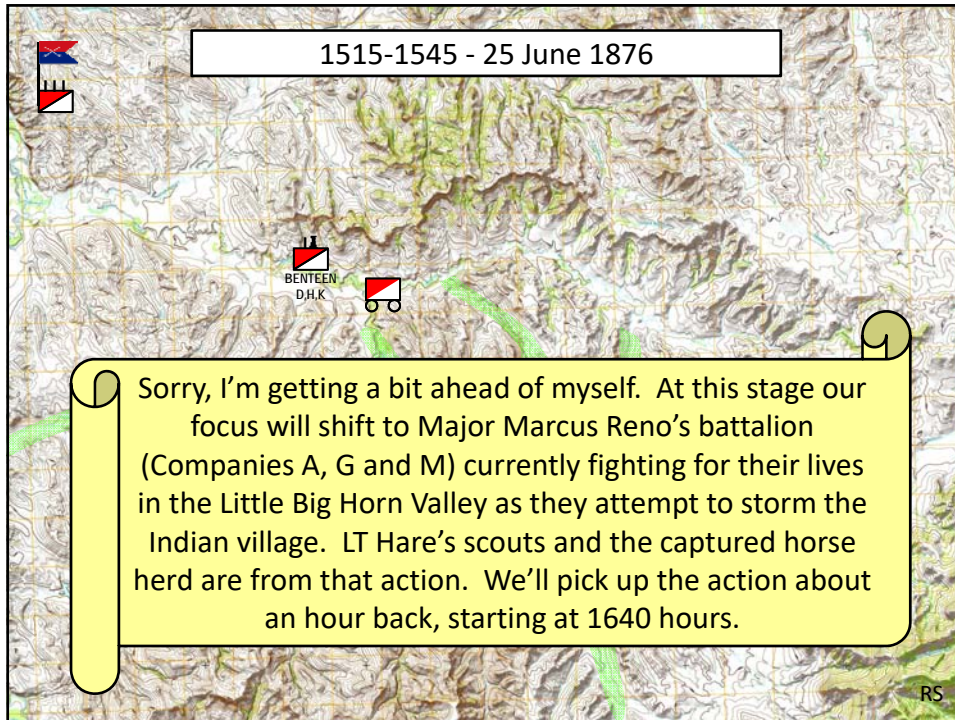 1515-1545 - 25 June 1876
BENTEEN
D,H,K
Sorry, I’m getting a bit ahead of myself.  At this stage our
focus will shift to Major Marcus Reno’s battalion
(Companies A, G and M) currently fighting for their lives
in the Little Big Horn Valley as they attempt to storm the
Indian village.  LT Hare’s scouts and the captured horse
herd are from that action.  We’ll pick up the action about
an hour back, starting at 1640 hours.
RS